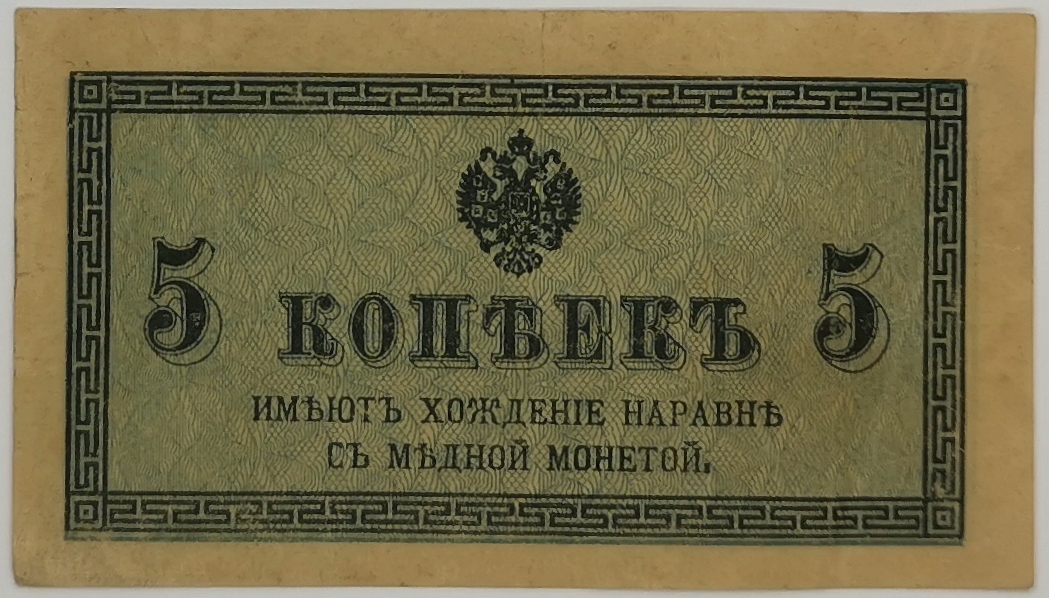 5 КОПѢЕКЪ 5
ИМѢЮТЪ ХОЖДЕНІЕ НАРАВНѢ
СЪ МѢДНОЙ МОНЕТОЙ.